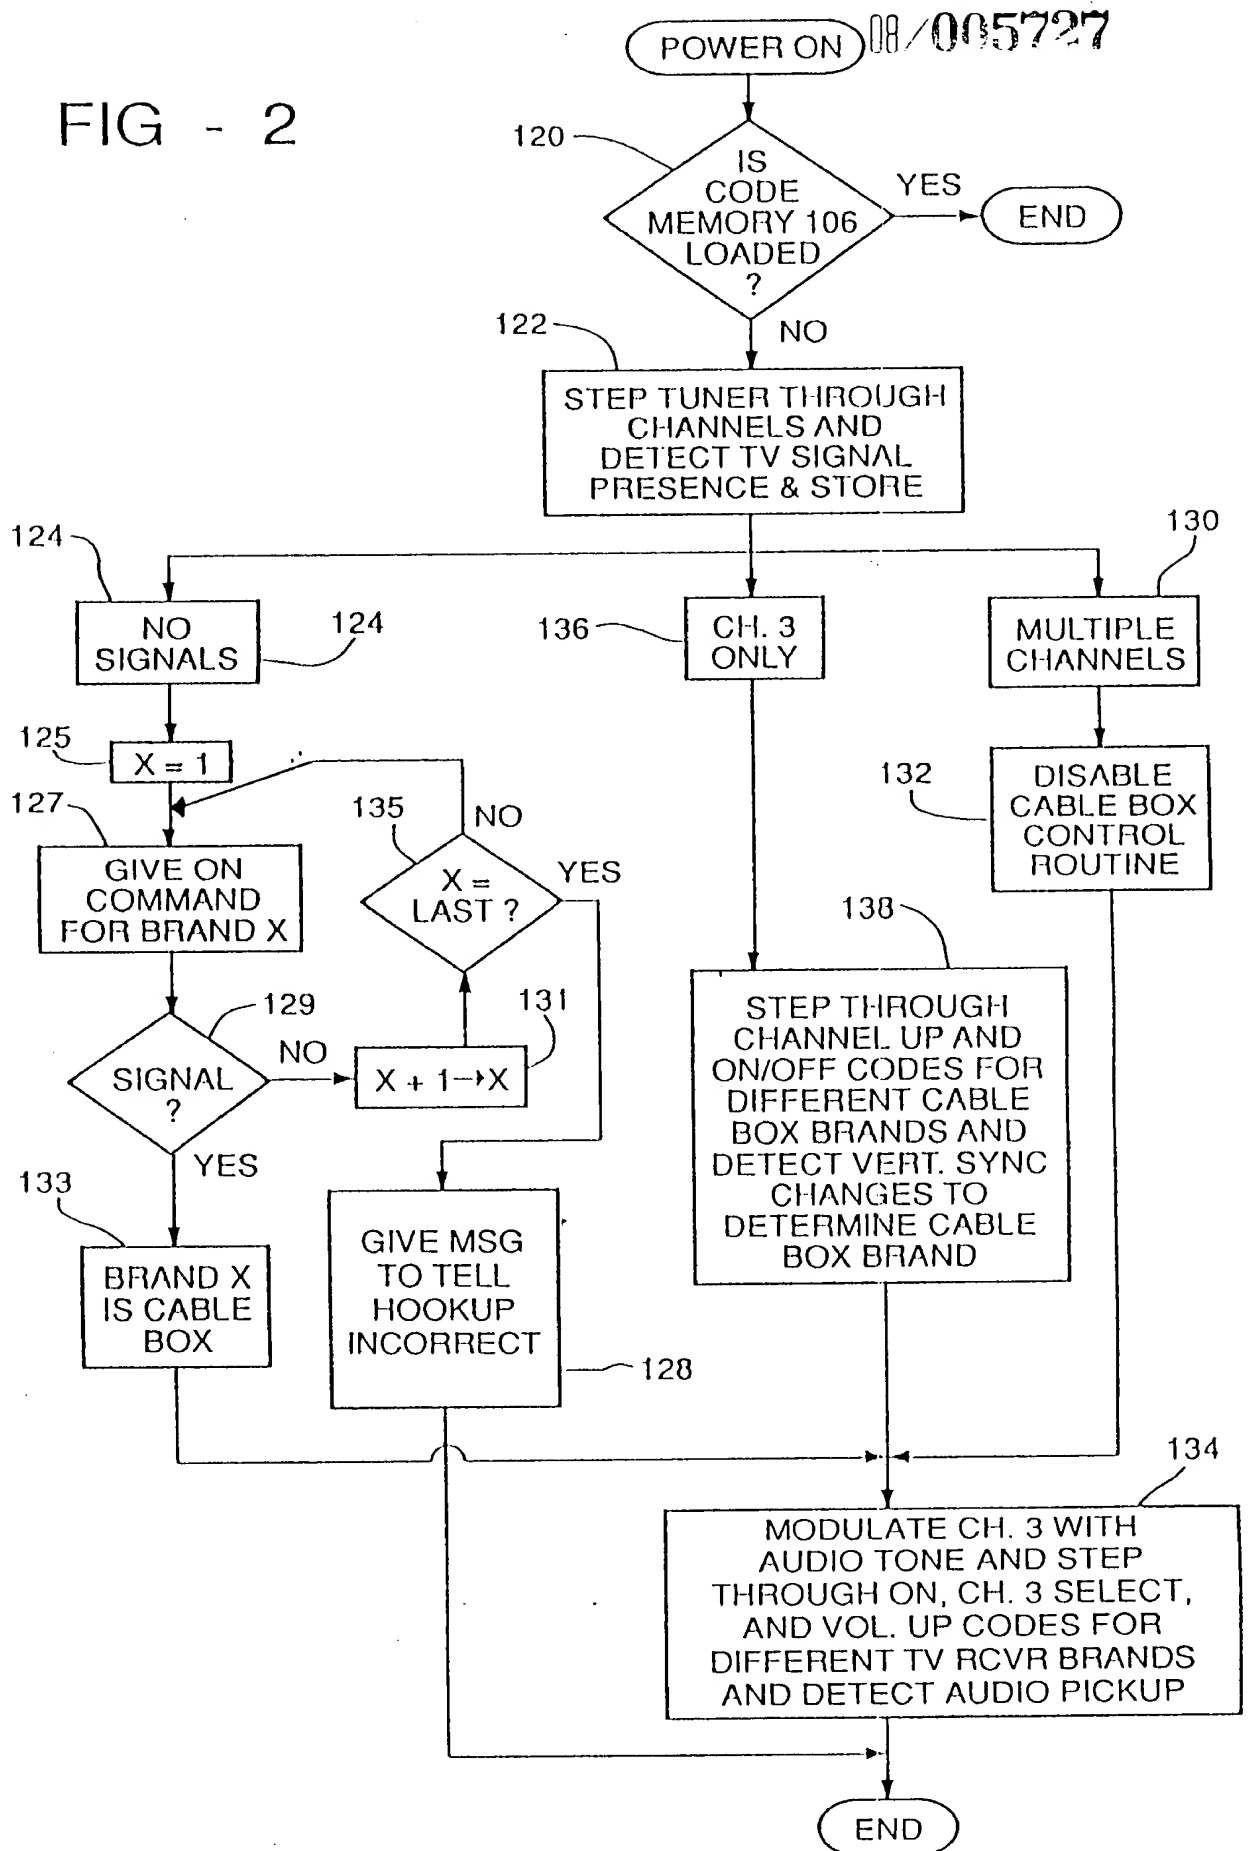 POWER ON
08/005727
FIG - 2
120
IS
CODE
MEMORY 106
LOADED
?
YES
END
122
NO
STEP TUNER THROUGH
CHANNELS AND
DETECT TV SIGNAL
PRESENCE & STORE
124
130
NO
SIGNALS
124
136
CH. 3
ONLY
MULTIPLE
CHANNELS
125
X = 1
127
135
NO
132
DISABLE
CABLE BOX
CONTROL
ROUTINE
GIVE ON
COMMAND
FOR BRAND X
X =
LAST ?
YES
138
129
SIGNAL
?
NO
131
X + 1→X
YES
STEP THROUGH
CHANNEL UP AND
ON/OFF CODES FOR
DIFFERENT CABLE
BOX BRANDS AND
DETECT VERT. SYNC
CHANGES TO
DETERMINE CABLE
BOX BRAND
133
BRAND X
IS CABLE
BOX
GIVE MSG
TO TELL
HOOKUP
INCORRECT
128
134
MODULATE CH. 3 WITH
AUDIO TONE AND STEP
THROUGH ON, CH. 3 SELECT,
AND VOL. UP CODES FOR
DIFFERENT TV RCVR BRANDS
AND DETECT AUDIO PICKUP
END